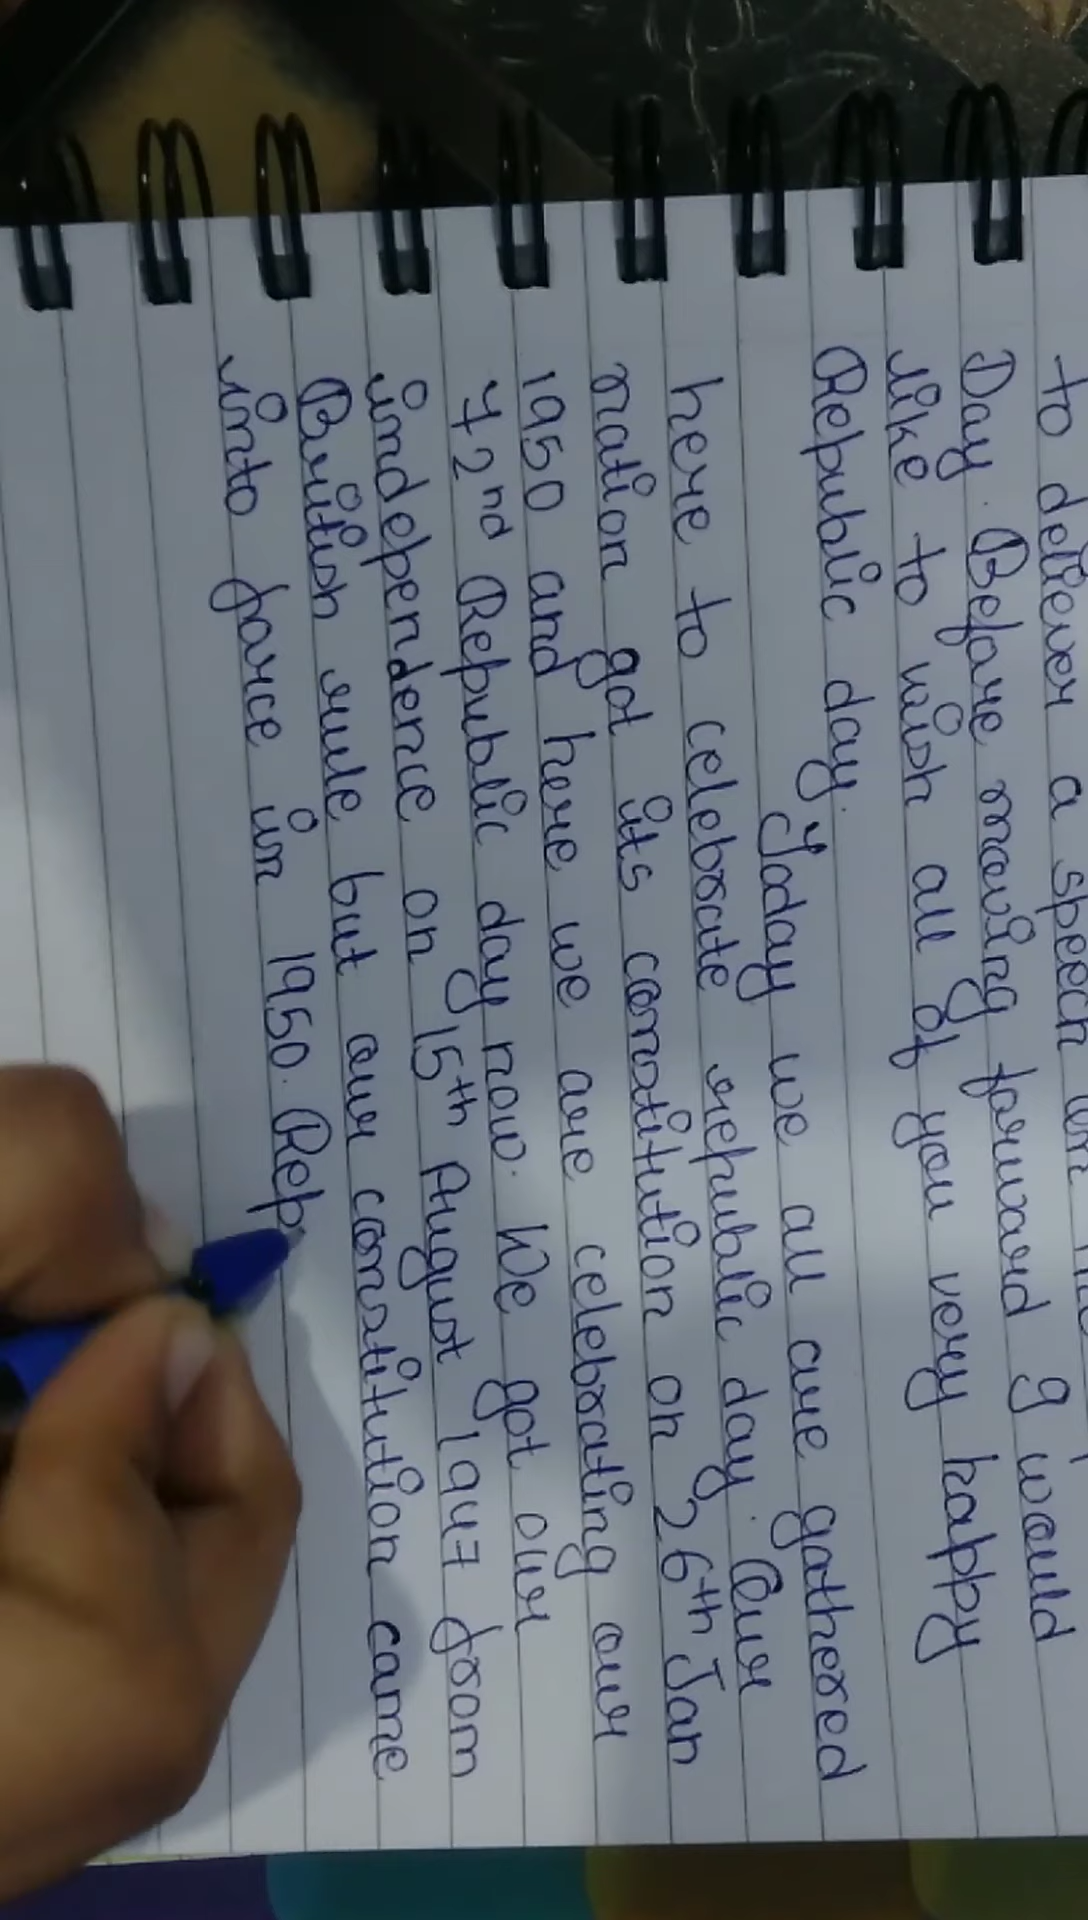 to deliever a speech
Day. Before moving forward I would
like to wish all of you very happy
Republic day.
Today we all are gathered
here to celebrate republic day. Our
nation got its constitution on 26th Jan
1950 and here we are celebrating our
72nd Republic day now. We got our
independence on 15th August 1947 from
British rule but our constitution came
into force in 1950. Rep